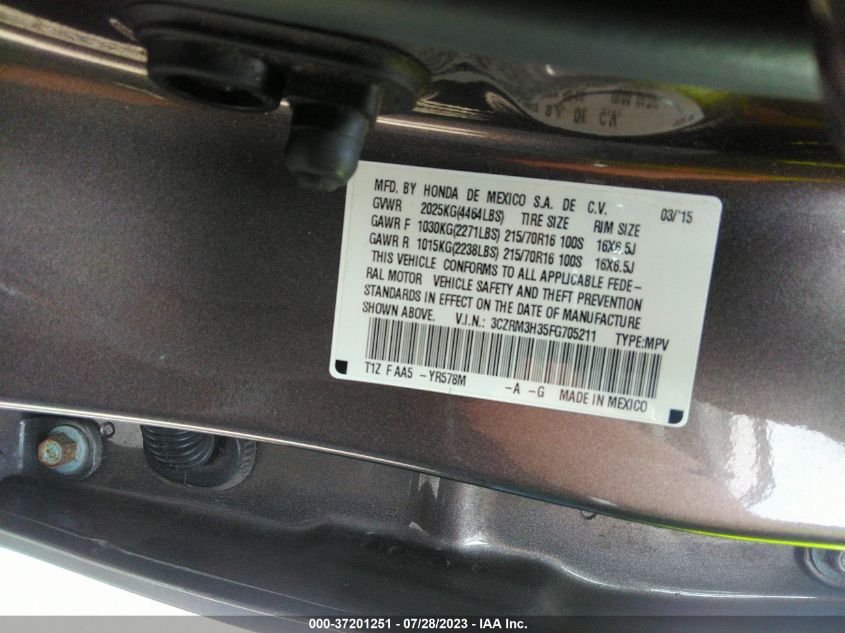 MFD. BY HONDA DE MEXICO S.A. DE C.V. 03/'15
GVWR 2025KG(4464LBS) TIRE SIZE RIM SIZE
GAWR F 1030KG(2271LBS) 215/70R16 100S 16X6.5J
GAWR R 1015KG(2238LBS) 215/70R16 100S 16X6.5J
THIS VEHICLE CONFORMS TO ALL APPLICABLE FEDE-
RAL MOTOR VEHICLE SAFETY AND THEFT PREVENTION
STANDARDS IN EFFECT ON THE DATE OF MANUFACTURE
SHOWN ABOVE. V.I.N.: 3CZRM3H35FG705211 TYPE:MPV
T1Z F AA5 -YR578M -A -G MADE IN MEXICO
000-37201251 / 07/28/2023 - IAA Inc.